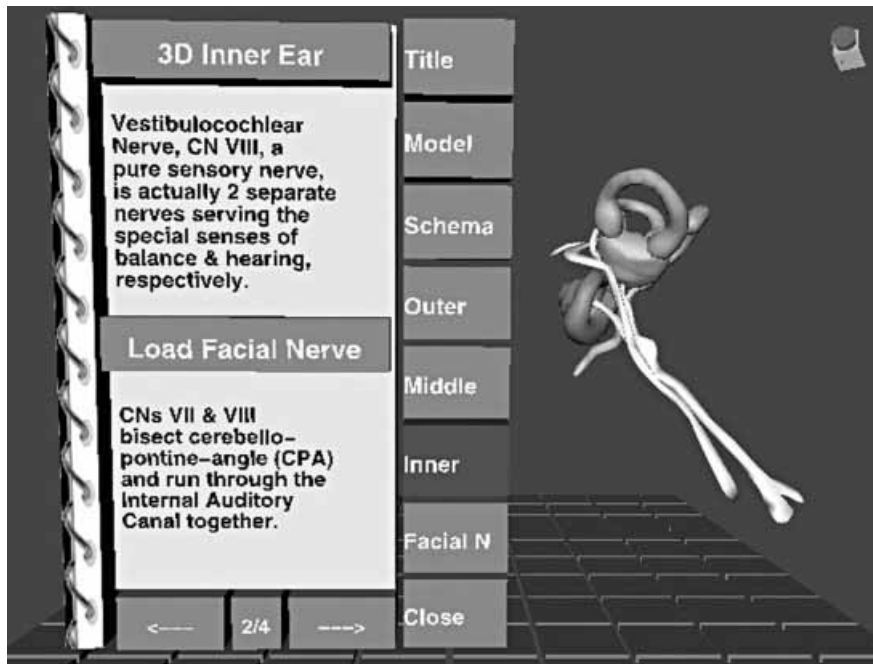 3D Inner Ear
Vestibulocochlear
Nerve, CN VIII, a
pure sensory nerve,
is actually 2 separate
nerves serving the
special senses of
balance & hearing,
respectively.
Load Facial Nerve
CNs VII & VIII
bisect cerebello-
pontine-angle (CPA)
and run through the
Internal Auditory
Canal together.
<---
2/4
--->
Title
Model
Schema
Outer
Middle
Inner
Facial N
Close